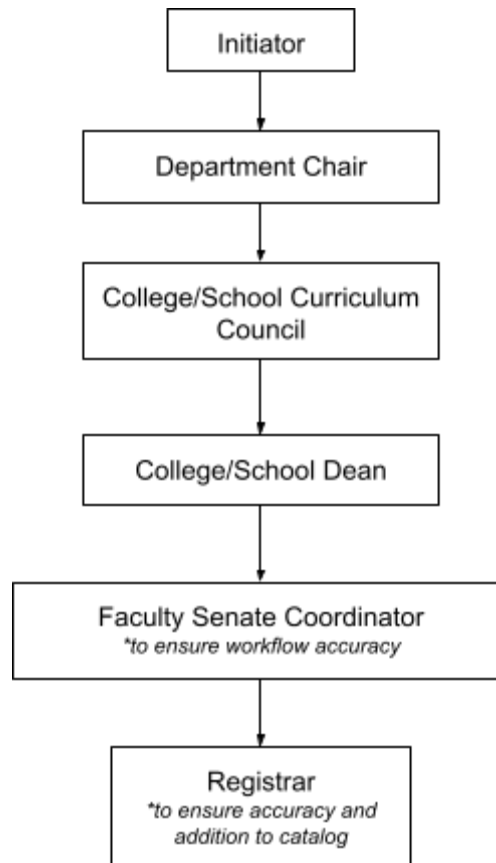 Initiator
Department Chair
College/School Curriculum
Council
College/School Dean
Faculty Senate Coordinator
*to ensure workflow accuracy
Registrar
*to ensure accuracy and
addition to catalog